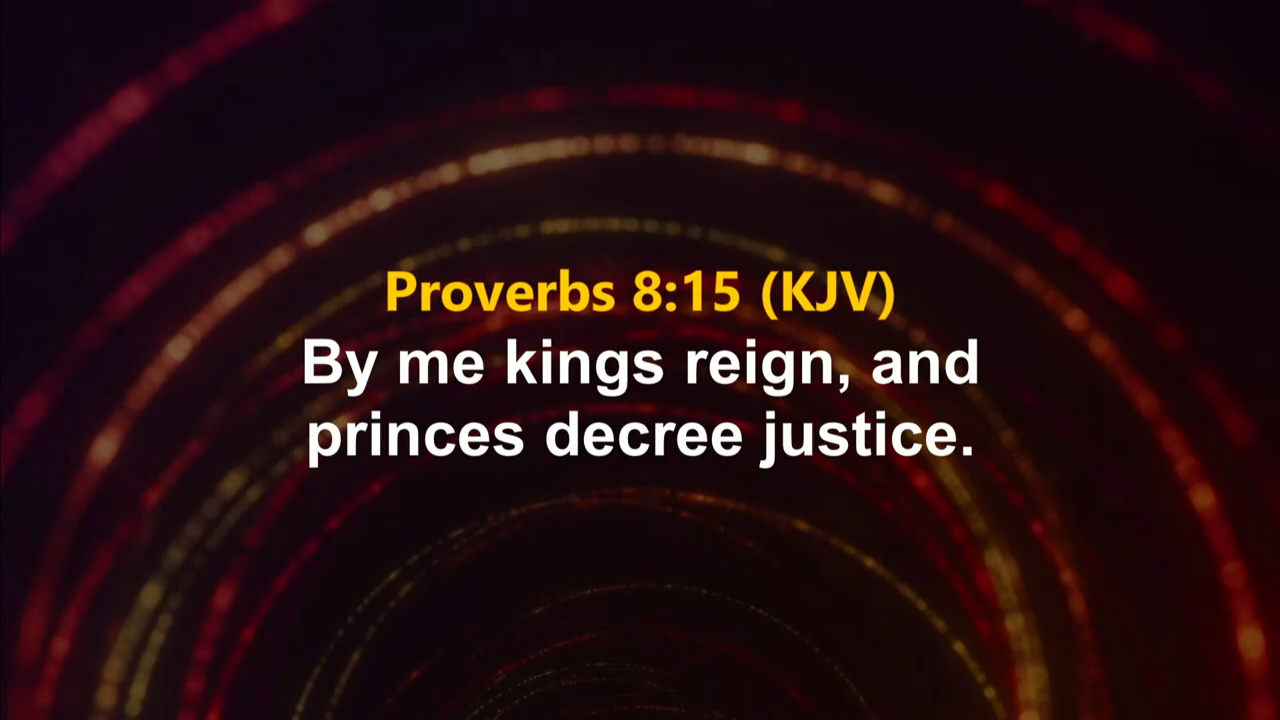 Proverbs 8:15 (KJV)
By me kings reign, and
princes decree justice.